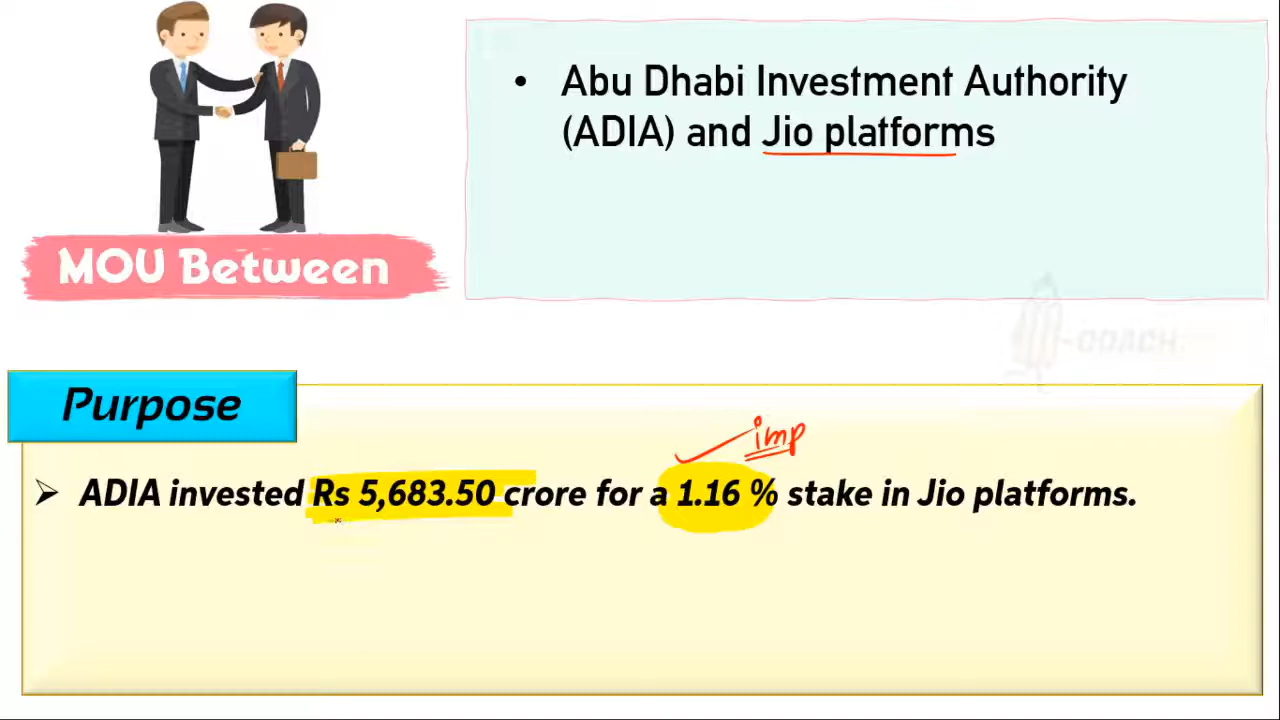 • Abu Dhabi Investment Authority
(ADIA) and Jio platforms
MOU Between
-COACH
Purpose
imp
➢ ADIA invested Rs 5,683.50 crore for a 1.16 % stake in Jio platforms.